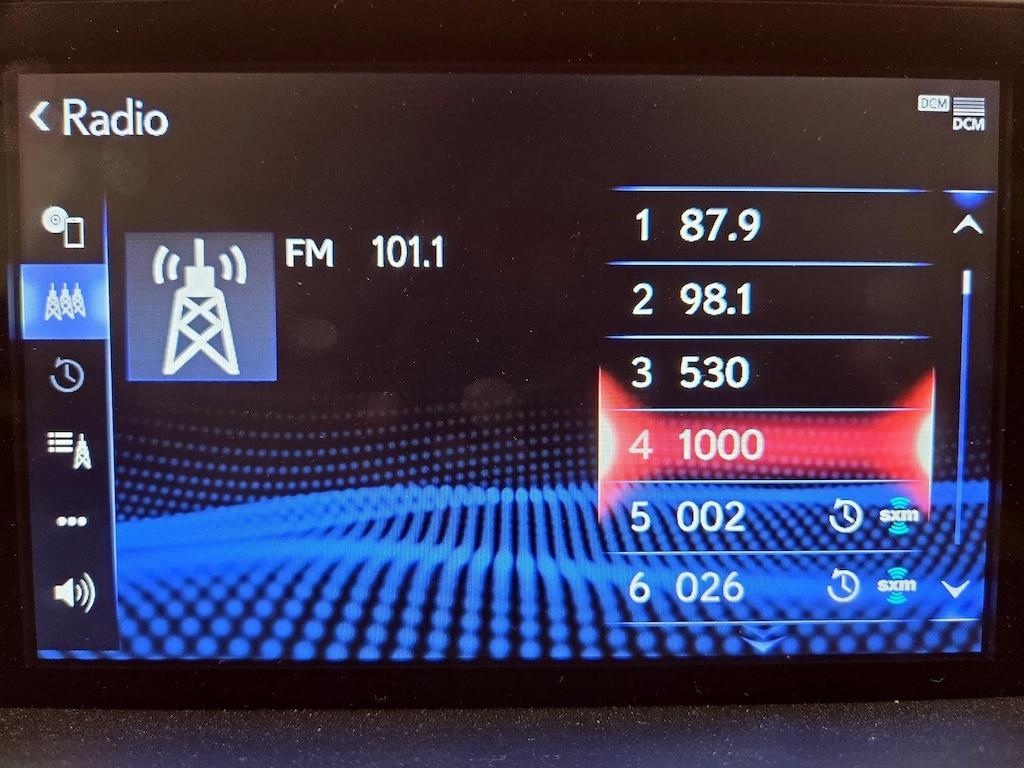 Radio
DCM
DCM
FM 101.1
1 87.9
2 98.1
3 530
4 1000
5 002 sxm
6 026 sxm